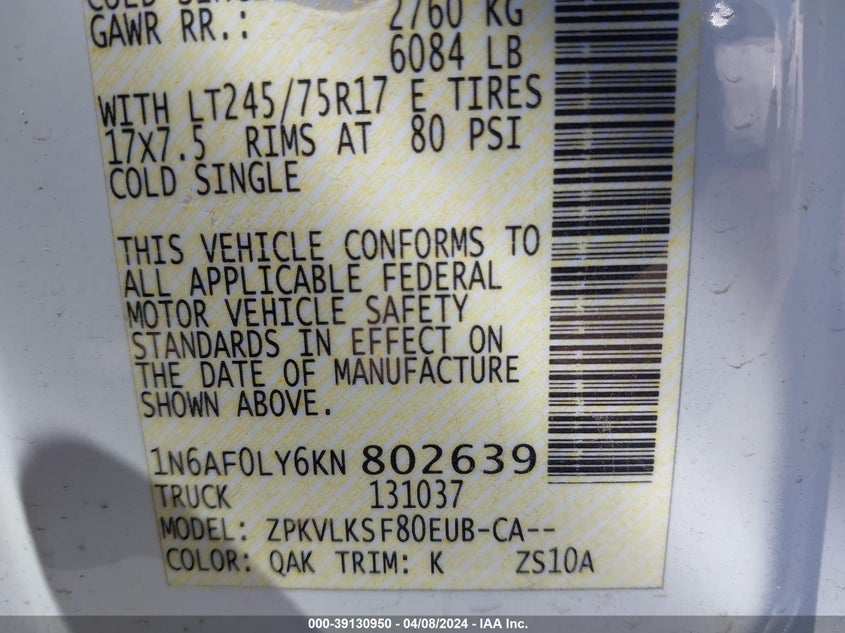 COLD SINGLE
GAWR RR.: 2760 KG
6084 LB
WITH LT245/75R17 E TIRES
17X7.5 RIMS AT 80 PSI
COLD SINGLE
THIS VEHICLE CONFORMS TO
ALL APPLICABLE FEDERAL
MOTOR VEHICLE SAFETY
STANDARDS IN EFFECT ON
THE DATE OF MANUFACTURE
SHOWN ABOVE.
1N6AF0LY6KN 802639
TRUCK 131037
MODEL: ZPKVLKSF80EUB-CA--
COLOR: QAK TRIM: K ZS10A
000-39130950 - 04/08/2024 - IAA Inc.